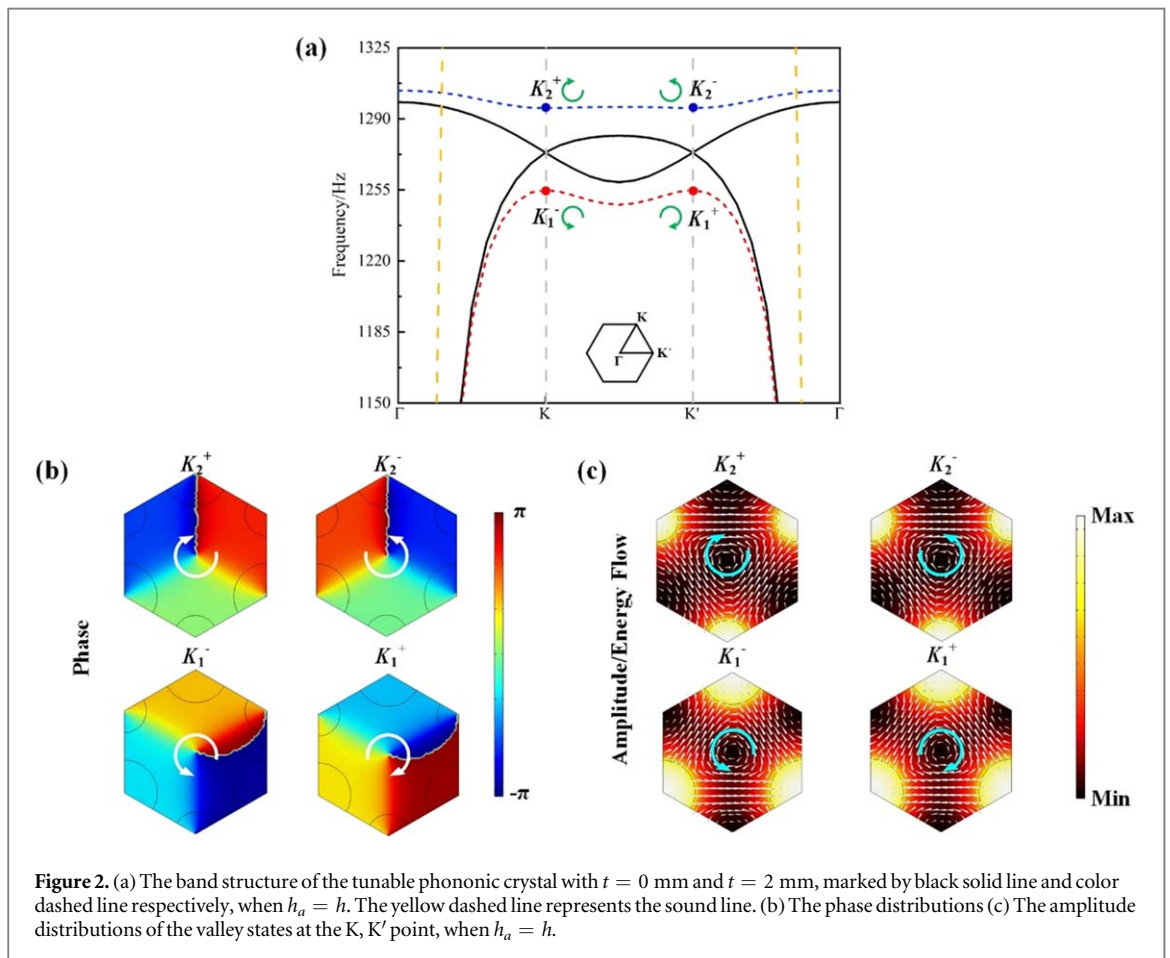 (a)
1325
1290
1255
1220
1185
1150
Frequency/Hz
K₂⁺
K₂⁻
K₁⁻
K₁⁺
K
Γ
K′
Γ
K
K′
Γ
(b)
K₂⁺
K₂⁻
K₁⁻
K₁⁺
Phase
π
-π
(c)
K₂⁺
K₂⁻
K₁⁻
K₁⁺
Amplitude/Energy Flow
Max
Min
Figure 2. (a) The band structure of the tunable phononic crystal with t = 0 mm and t = 2 mm, marked by black solid line and color
dashed line respectively, when hₐ = h. The yellow dashed line represents the sound line. (b) The phase distributions (c) The amplitude
distributions of the valley states at the K, K′ point, when hₐ = h.